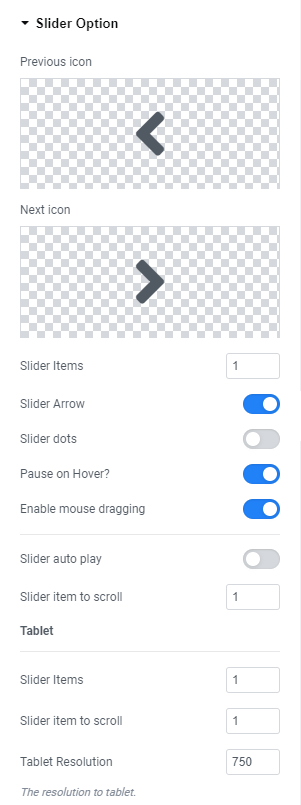 Slider Option
Previous icon
Next icon
Slider Items 1
Slider Arrow
Slider dots
Pause on Hover?
Enable mouse dragging
Slider auto play
Slider item to scroll 1
Tablet
Slider Items 1
Slider item to scroll 1
Tablet Resolution 750
The resolution to tablet.